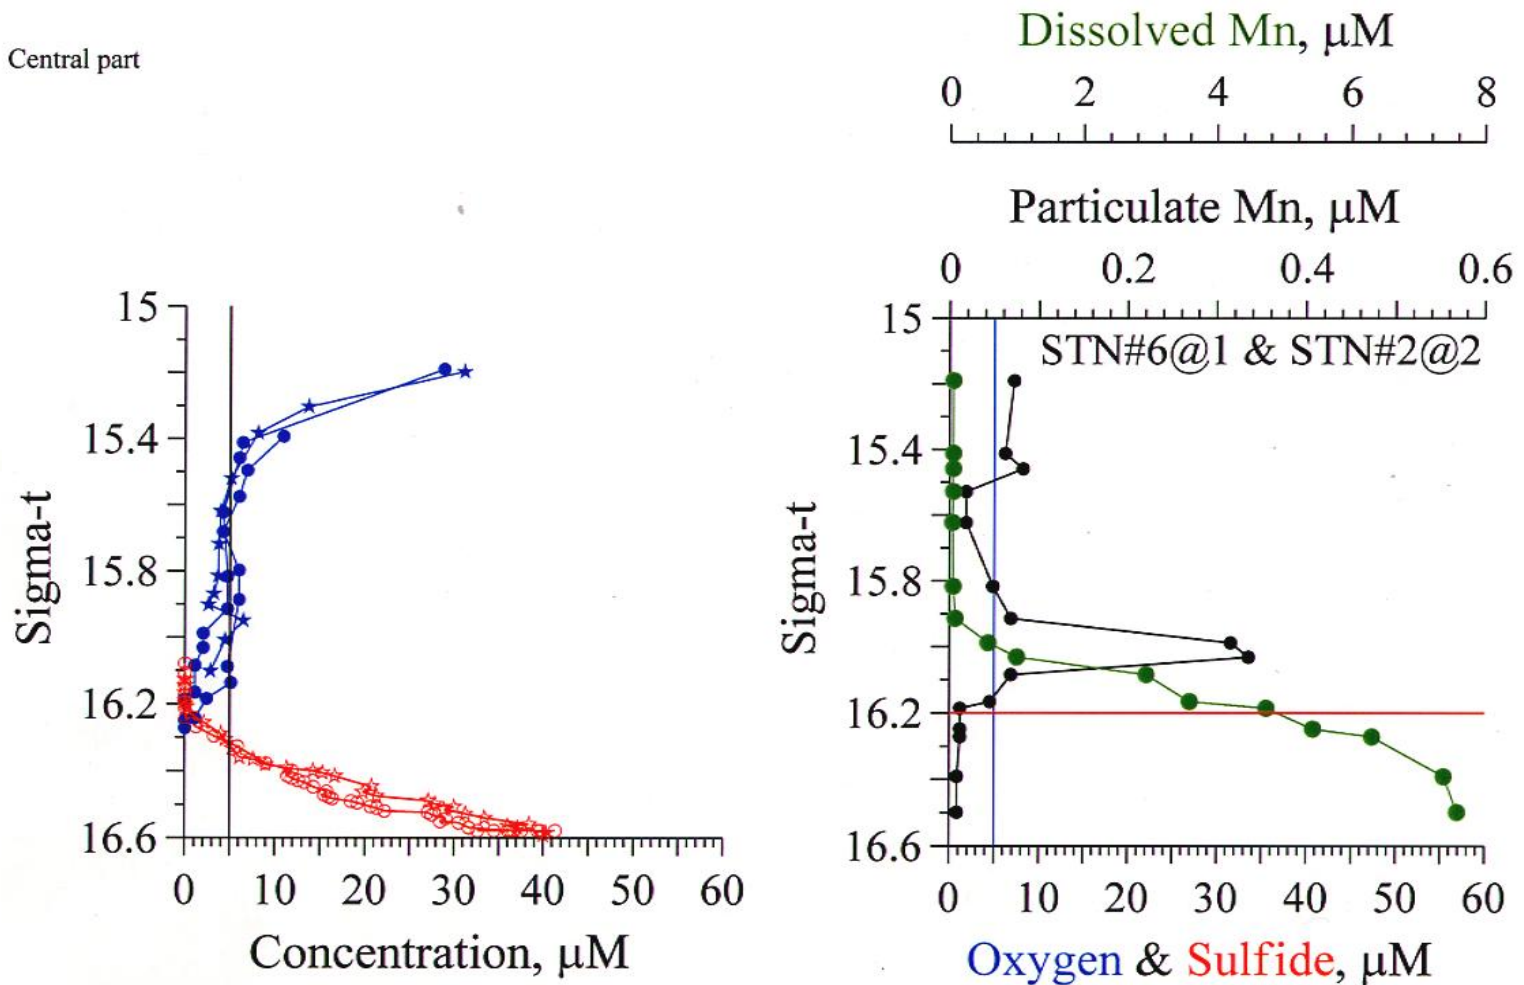 Central part
Dissolved Mn, μM
0 2 4 6 8
Particulate Mn, μM
0 0.2 0.4 0.6
15
15.4
15.8
16.2
16.6
Sigma-t
0 10 20 30 40 50 60
Concentration, μM
STN#6@1 & STN#2@2
15
15.4
15.8
16.2
16.6
Sigma-t
0 10 20 30 40 50 60
Oxygen & Sulfide, μM